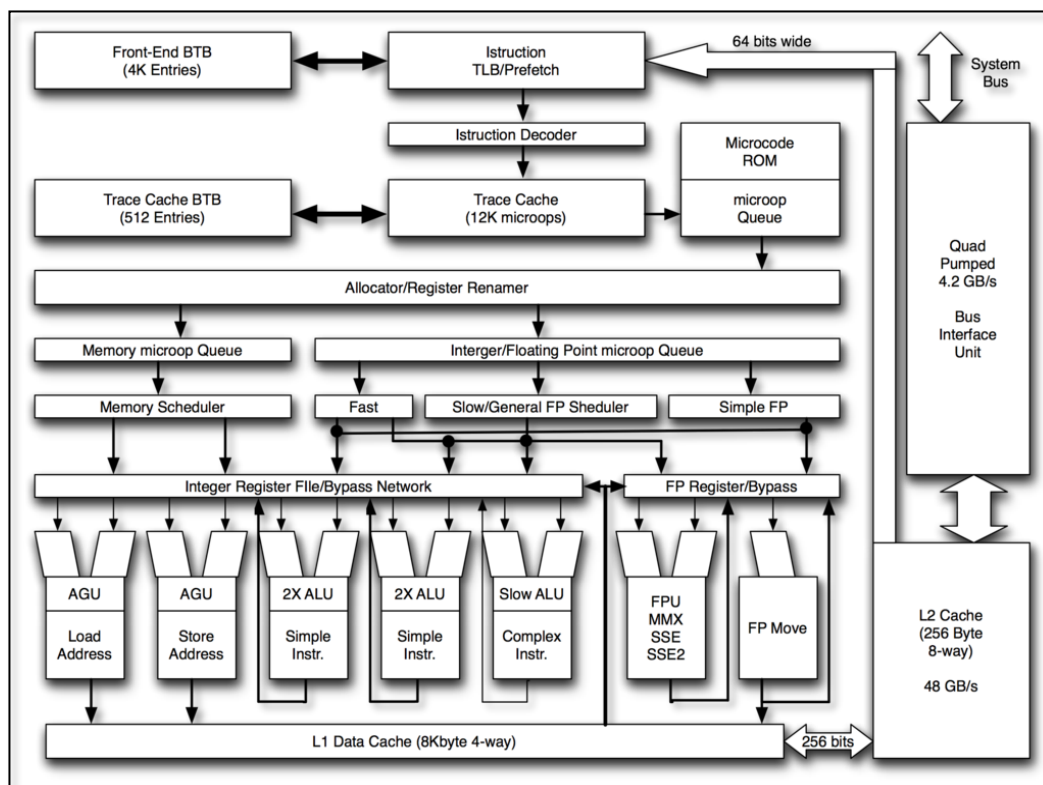 Front-End BTB
(4K Entries)
Istruction
TLB/Prefetch
64 bits wide
System
Bus
Istruction Decoder
Microcode
ROM
Trace Cache BTB
(512 Entries)
Trace Cache
(12K microops)
microop
Queue
Quad
Pumped
4.2 GB/s
Bus
Interface
Unit
Allocator/Register Renamer
Memory microop Queue
Interger/Floating Point microop Queue
Memory Scheduler
Fast
Slow/General FP Sheduler
Simple FP
Integer Register FIle/Bypass Network
FP Register/Bypass
AGU
Load
Address
AGU
Store
Address
2X ALU
Simple
Instr.
2X ALU
Simple
Instr.
Slow ALU
Complex
Instr.
FPU
MMX
SSE
SSE2
FP Move
L2 Cache
(256 Byte
8-way)
48 GB/s
L1 Data Cache (8Kbyte 4-way)
256 bits